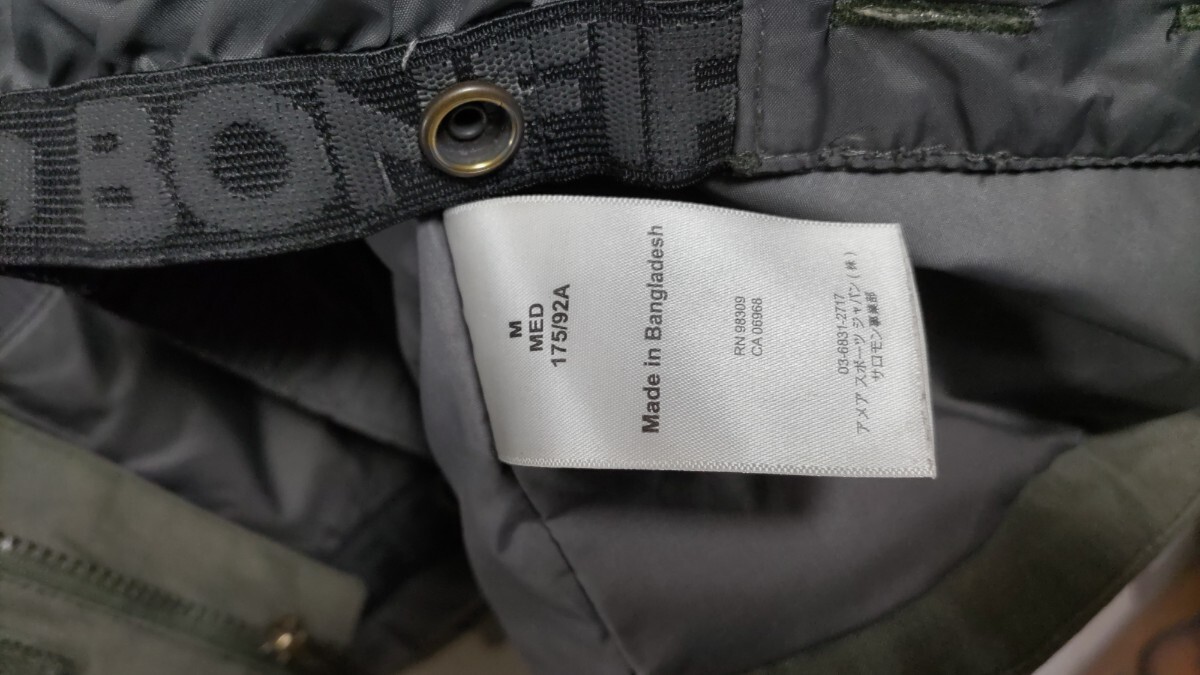 BONFIR
M
MED
175/92A
Made in Bangladesh
RN 98309
CA 06968
03-6831-2717
アメア スポーツ ジャパン ( 株 )
サロモン事業部